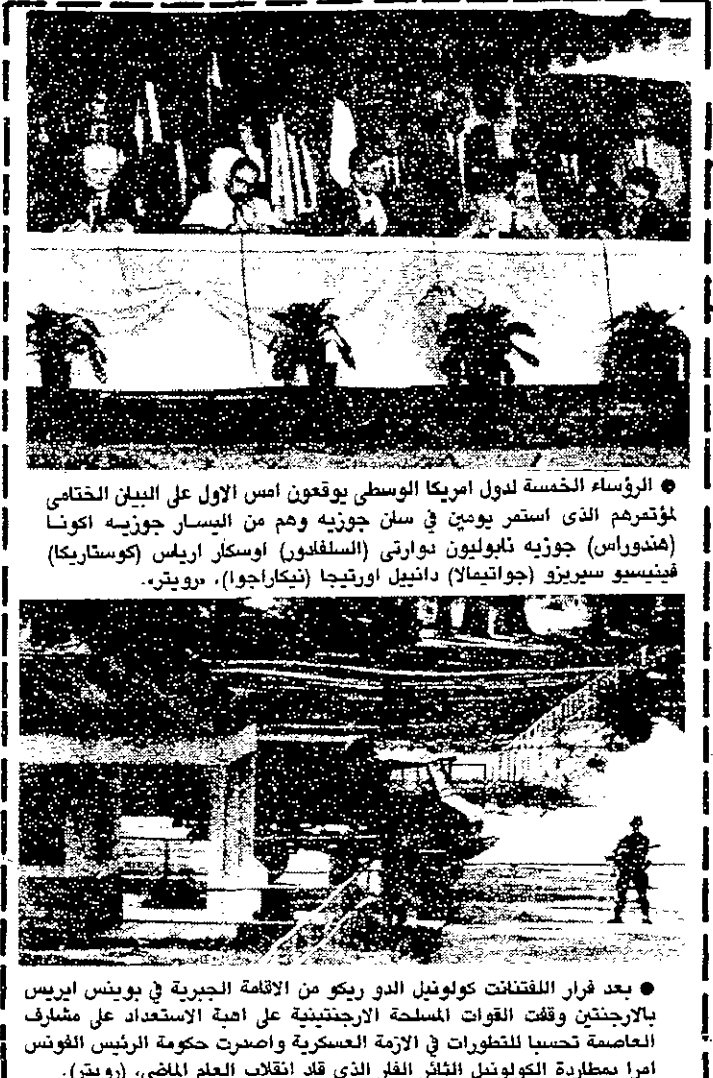 ● الرؤساء الخمسة لدول امريكا الوسطى يوقعون امس الاول على البيان الختامى
لمؤتمرهم الذى استمر يومين في سان جوزيه وهم من اليسار جوزيه اكونا
(هندوراس) جوزيه نابوليون دوارتى (السلفادور) اوسكار ارياس (كوستاريكا)
فينيسيو سيريزو (جواتيمالا) دانييل اورتيجا (نيكاراجوا)، «رويتر».
● بعد فرار اللفتنانت كولونيل الدو ريكو من الاقامة الجبرية في بوينس ايريس
بالارجنتين وقفت القوات المسلحة الارجنتينية على اهبة الاستعداد على مشارف
العاصمة تحسبا للتطورات في الازمة العسكرية واصدرت حكومة الرئيس الفونس
امرا بمطاردة الكولونيل الثائر الفار الذي قاد انقلاب العام الماضي، (رويتر).